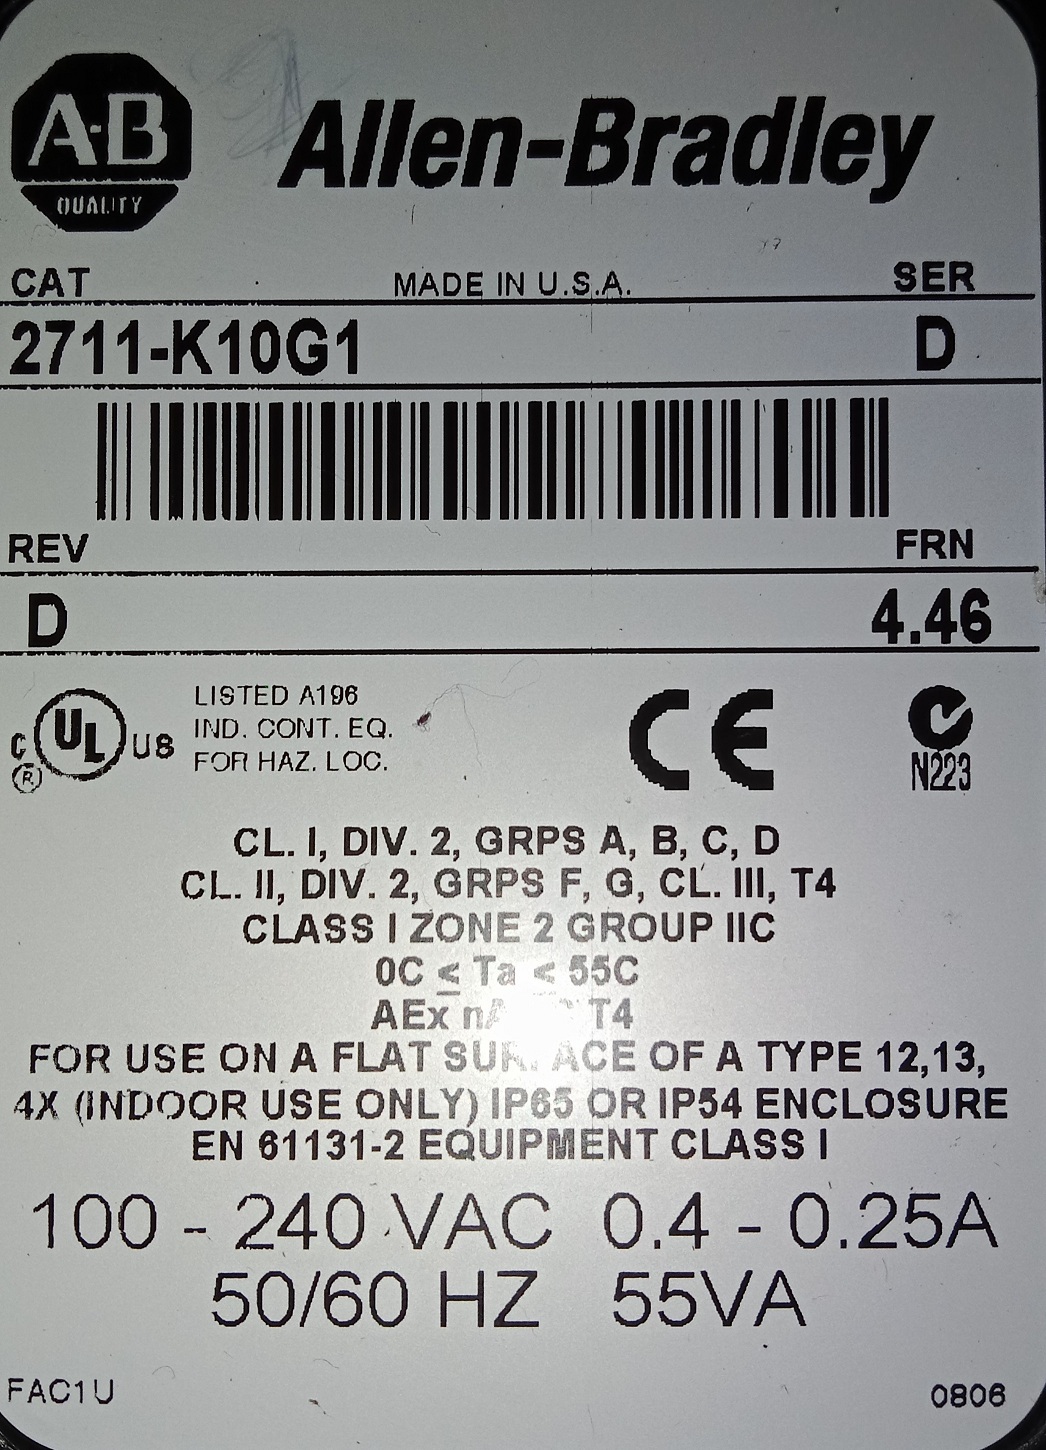 A-B
QUALITY
Allen-Bradley
CAT MADE IN U.S.A. SER
2711-K10G1 D
REV FRN
D 4.46
C UL US
®
LISTED A196
IND. CONT. EQ.
FOR HAZ. LOC.
CE
N223
CL. I, DIV. 2, GRPS A, B, C, D
CL. II, DIV. 2, GRPS F, G, CL. III, T4
CLASS I ZONE 2 GROUP IIC
0C ≤ Ta ≤ 55C
AEx T4
FOR USE ON A FLAT SURFACE OF A TYPE 12,13,
4X (INDOOR USE ONLY) IP65 OR IP54 ENCLOSURE
EN 61131-2 EQUIPMENT CLASS I
100 - 240 VAC 0.4 - 0.25A
50/60 HZ 55VA
FAC1U 0806